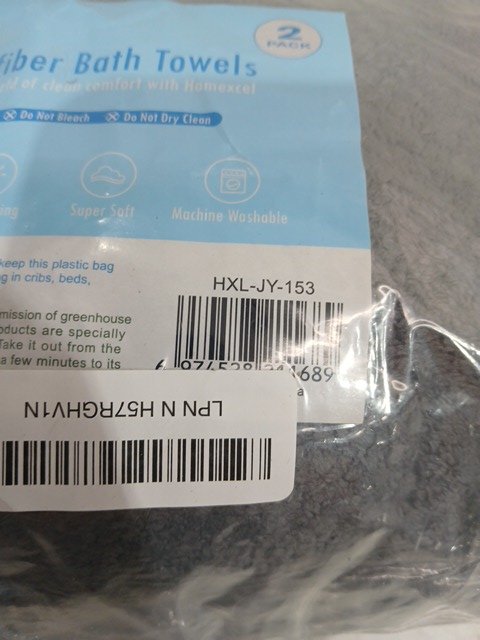 2
PACK
fiber Bath Towels
of clean comfort with Homexcel
Do Not Bleach Do Not Dry Clean
Super Soft Machine Washable
keep this plastic bag
in cribs, beds,
HXL-JY-153
mission of greenhouse
oducts are specially
Take it out from the
a few minutes to its
LPN N H57RGHV1N